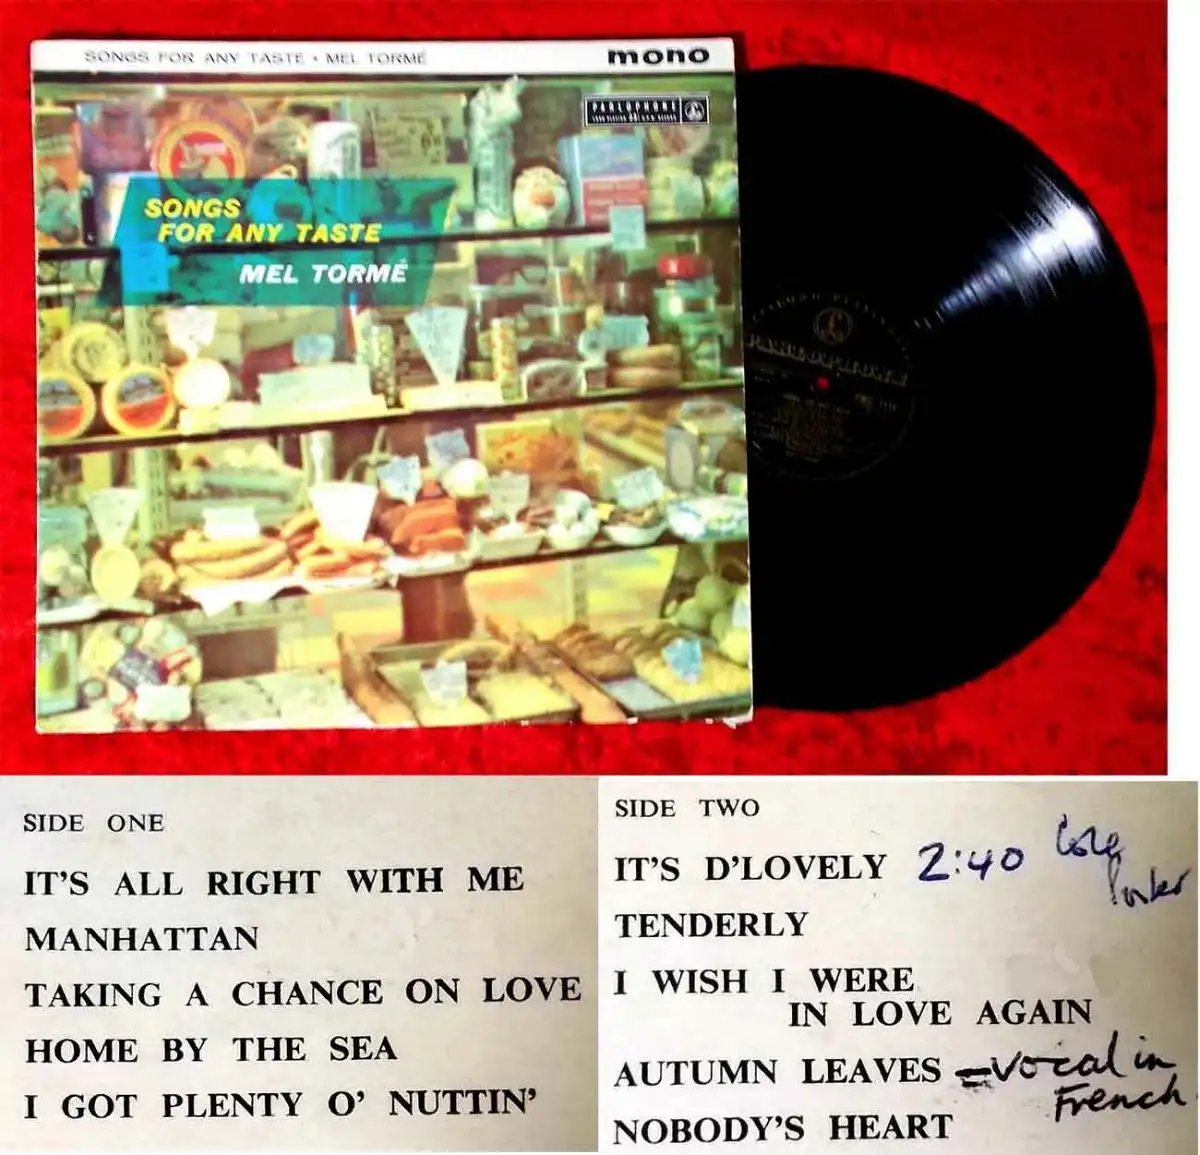 SONGS FOR ANY TASTE • MEL TORMÉ
mono
PARLOPHONE
SONGS
FOR ANY TASTE
MEL TORMÉ
PARLOPHONE
SIDE ONE
IT'S ALL RIGHT WITH ME
MANHATTAN
TAKING A CHANCE ON LOVE
HOME BY THE SEA
I GOT PLENTY O' NUTTIN'
SIDE TWO
IT'S D'LOVELY 2:40 Cole
Porter
TENDERLY
I WISH I WERE
IN LOVE AGAIN
AUTUMN LEAVES - vocal in
French
NOBODY'S HEART